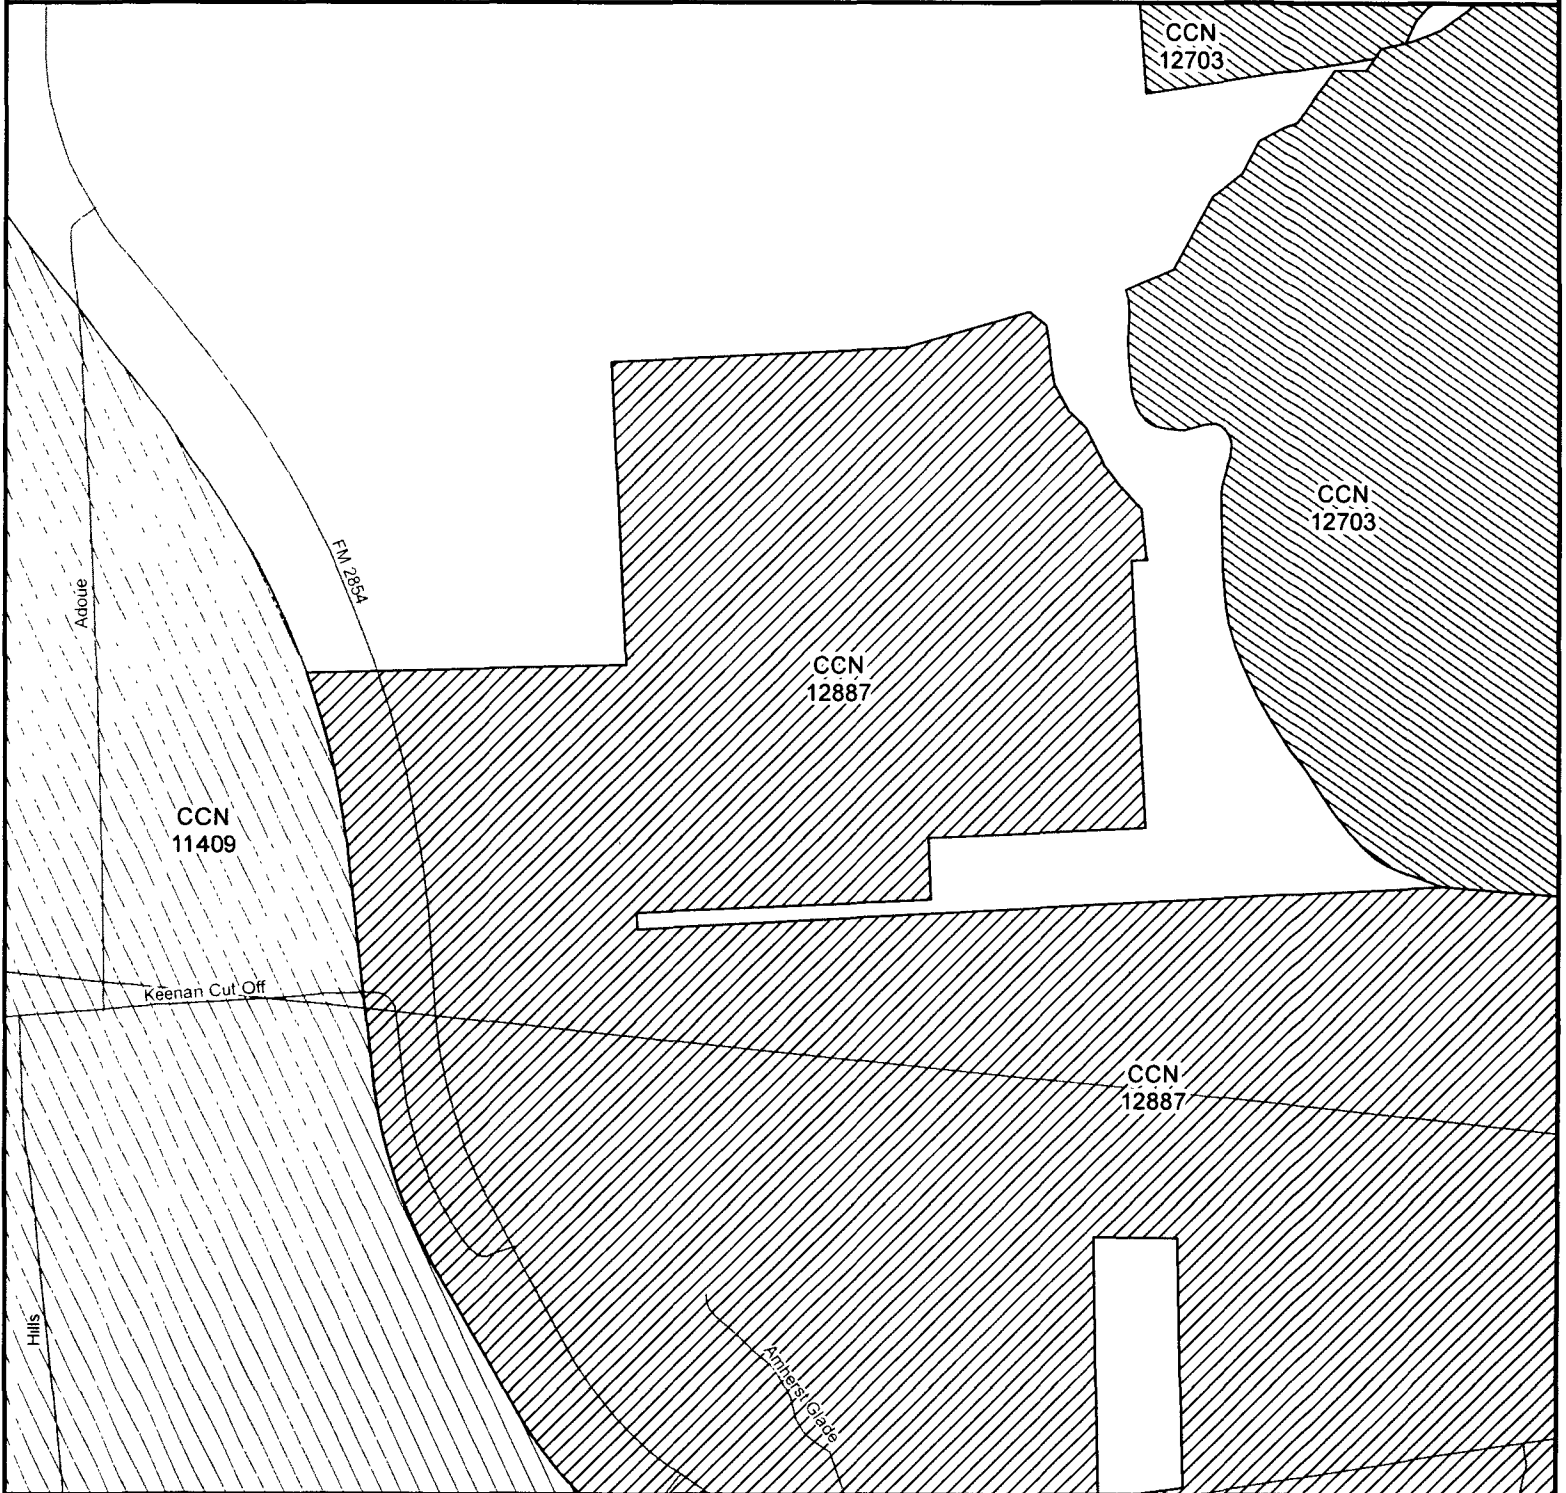 CCN
12703
CCN
12703
FM 2854
Adoue
CCN
12887
CCN
11409
Keenan Cut Off
CCN
12887
Hills
Amherst Glade